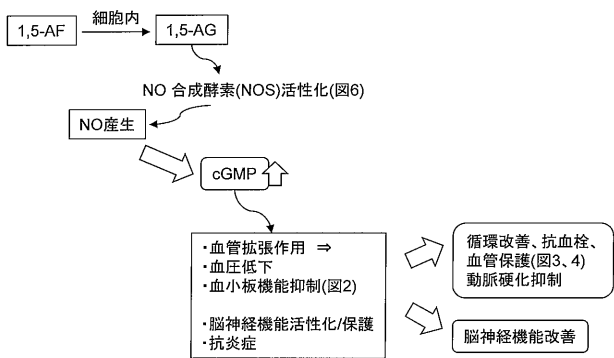 細胞内
1,5-AF
1,5-AG
NO 合成酵素(NOS)活性化(図6)
NO産生
cGMP
・血管拡張作用 ⇒
・血圧低下
・血小板機能抑制(図2)
・脳神経機能活性化/保護
・抗炎症
循環改善、抗血栓、
血管保護(図3、4)
動脈硬化抑制
脳神経機能改善